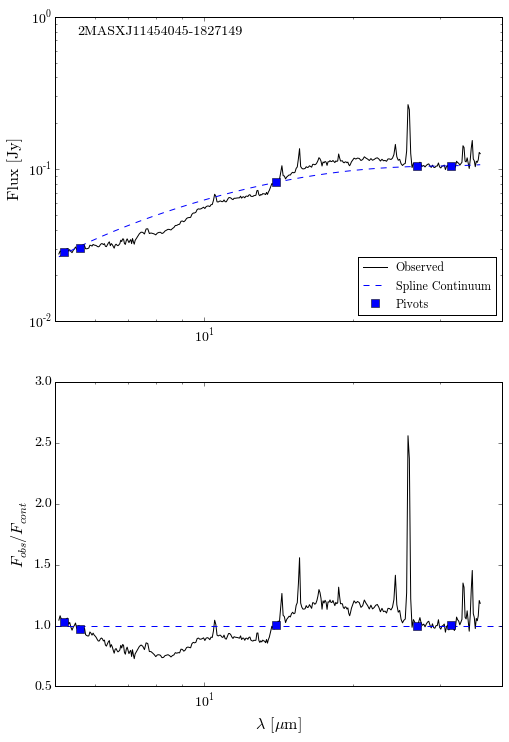 10^0
2MASXJ11454045-1827149
Flux [Jy]
10^-1
Observed
Spline Continuum
Pivots
10^-2
10^1
3.0
2.5
2.0
F_obs/F_cont
1.5
1.0
0.5
10^1
λ [μm]